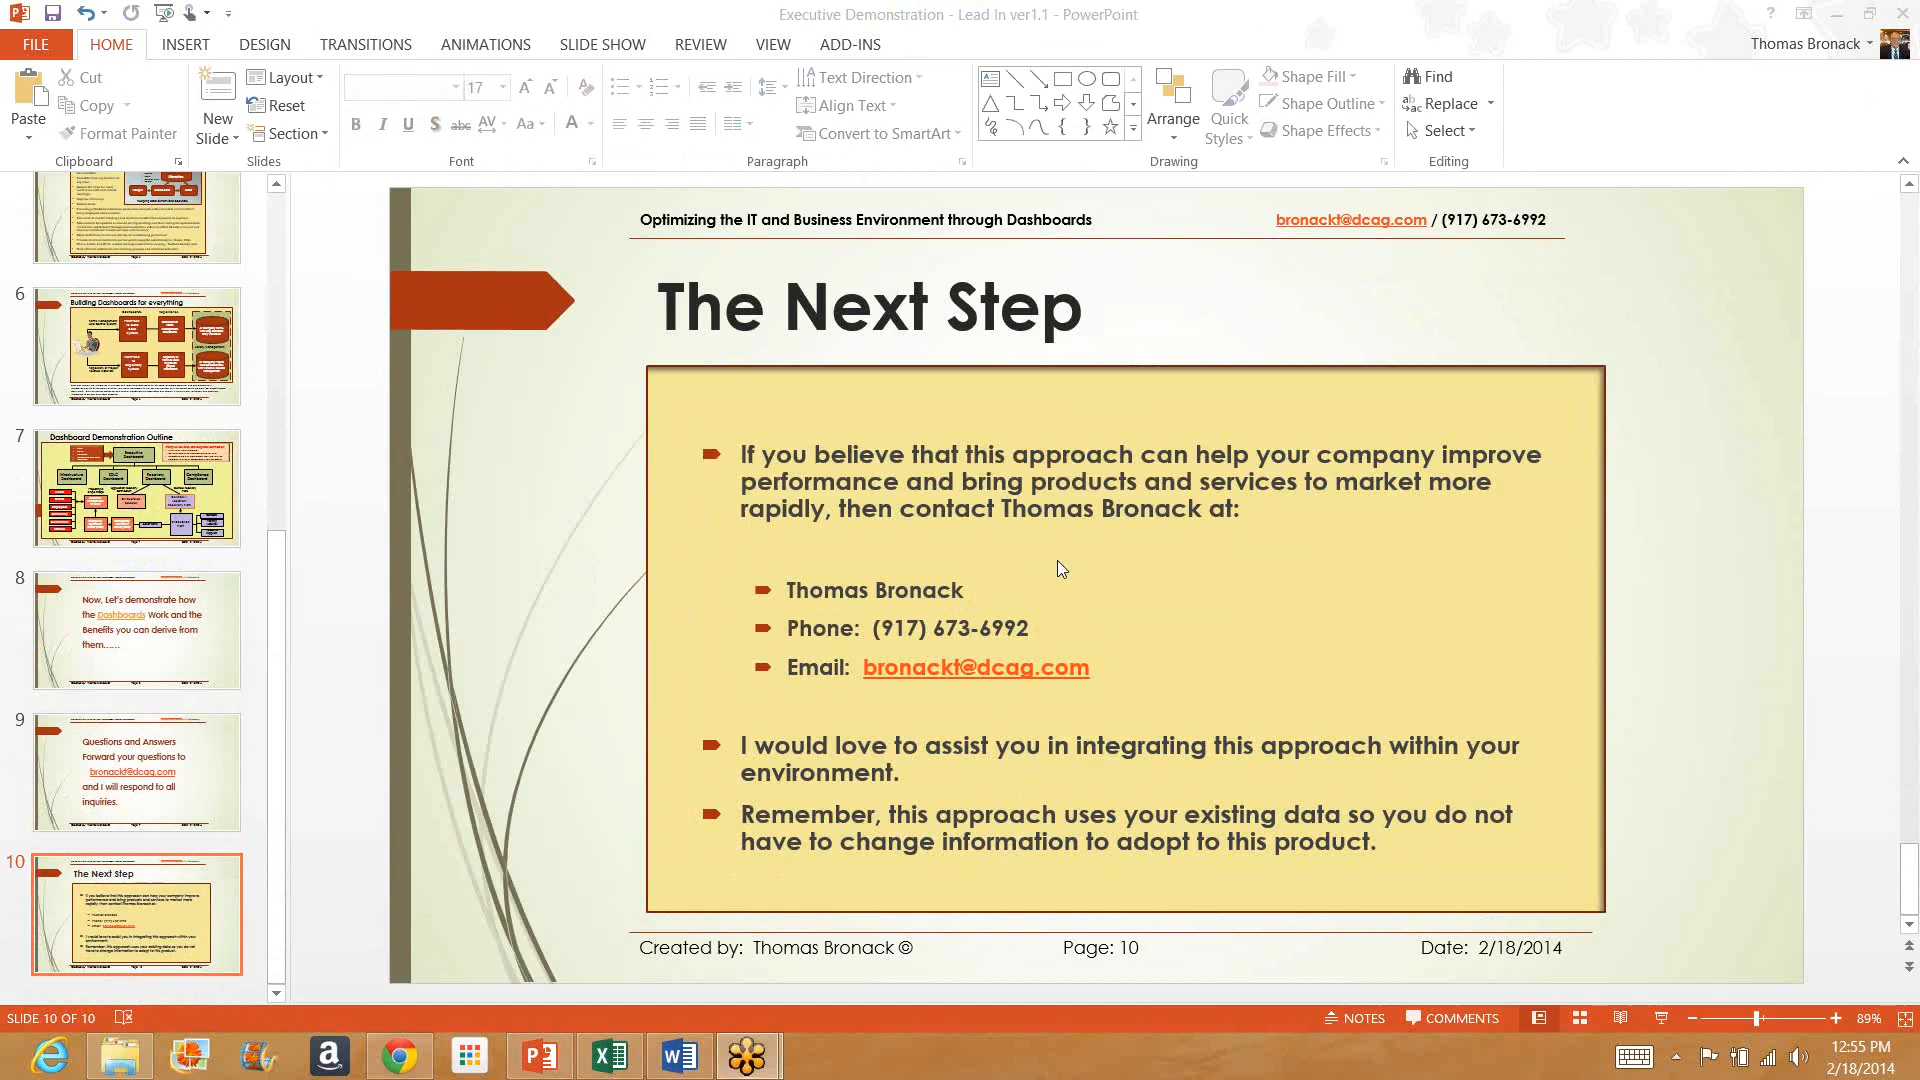 Executive Demonstration - Lead In ver1.1 - PowerPoint
FILE HOME INSERT DESIGN TRANSITIONS ANIMATIONS SLIDE SHOW REVIEW VIEW ADD-INS Thomas Bronack
Paste
Cut
Copy
Format Painter
Clipboard
New
Slide
Layout
Reset
Section
Slides
17
B I U S abc AV Aa A
Font
Text Direction
Align Text
Convert to SmartArt
Paragraph
Arrange
Quick
Styles
Shape Fill
Shape Outline
Shape Effects
Drawing
Find
Replace
Select
Editing
6
Building Dashboards for everything
7
Dashboard Demonstration Outline
8
Now, Let's demonstrate how
the Dashboards Work and the
Benefits you can derive from
them......
9
Questions and Answers
Forward your questions to
bronackt@dcag.com
and I will respond to all
inquiries.
10
The Next Step
Optimizing the IT and Business Environment through Dashboards bronackt@dcag.com / (917) 673-6992
The Next Step
If you believe that this approach can help your company improve
performance and bring products and services to market more
rapidly, then contact Thomas Bronack at:
Thomas Bronack
Phone: (917) 673-6992
Email: bronackt@dcag.com
I would love to assist you in integrating this approach within your
environment.
Remember, this approach uses your existing data so you do not
have to change information to adopt to this product.
Created by: Thomas Bronack © Page: 10 Date: 2/18/2014
SLIDE 10 OF 10 NOTES COMMENTS 89%
12:55 PM
2/18/2014